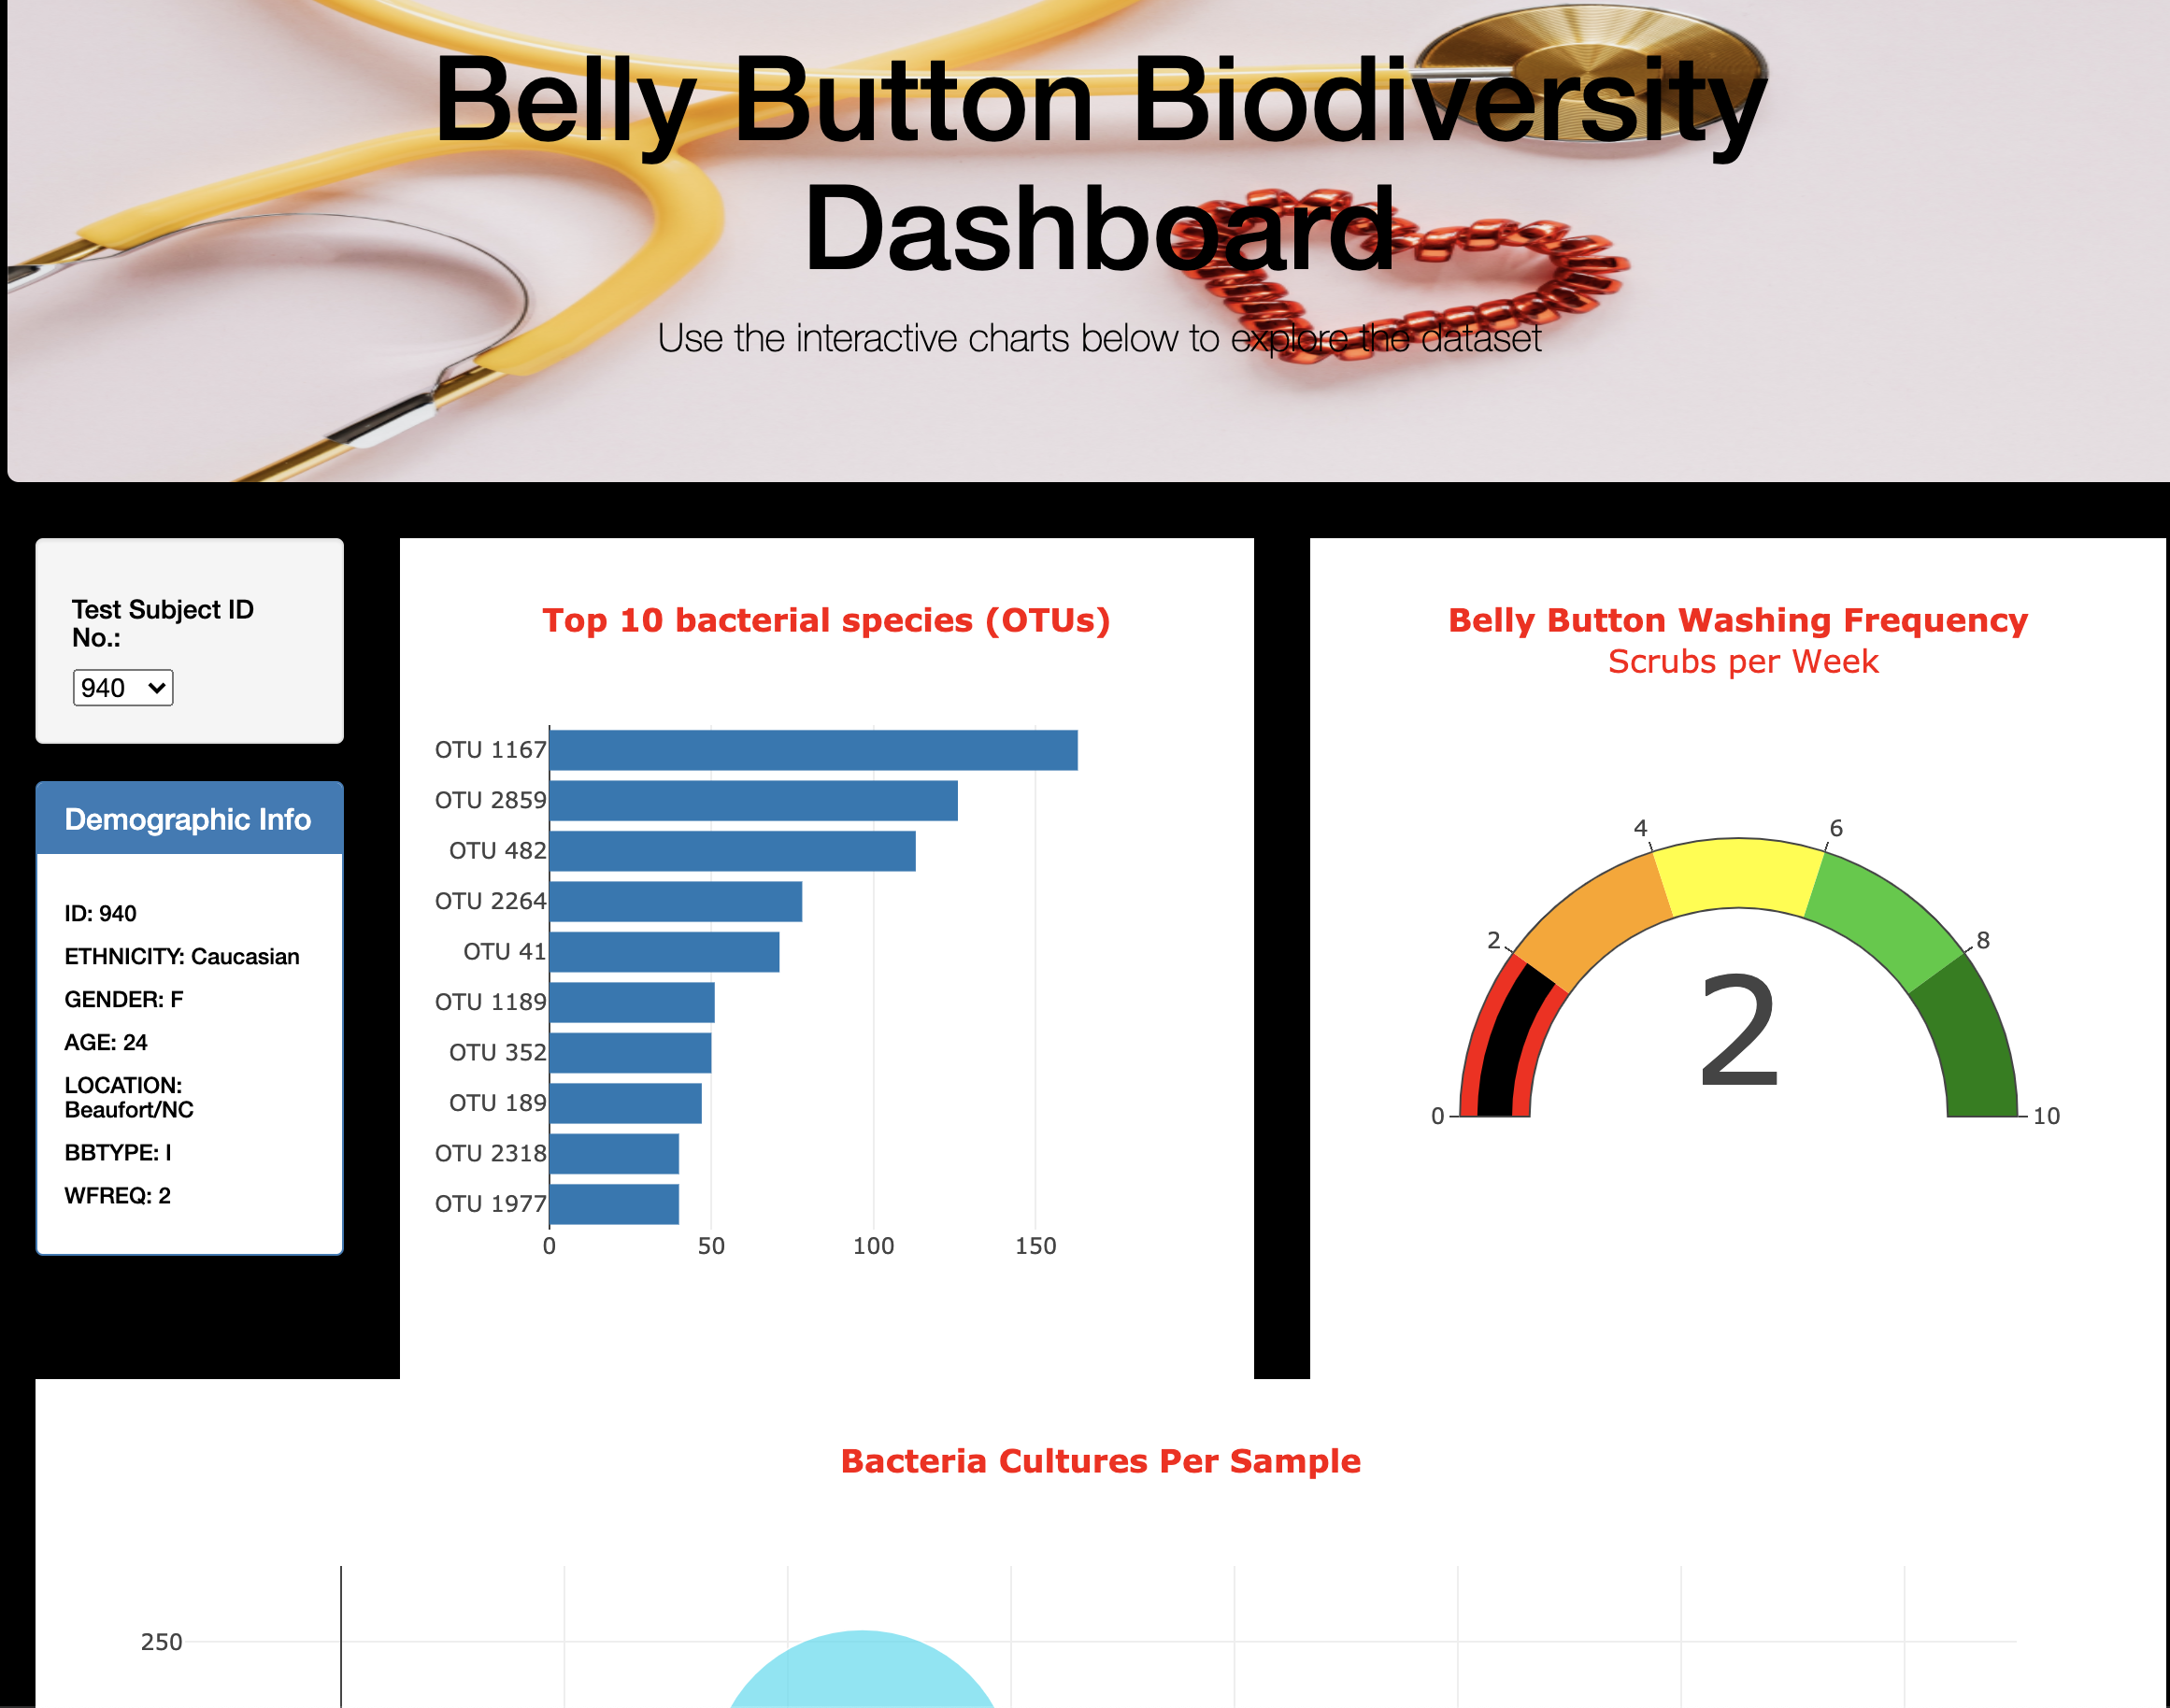 Belly Button Biodiversity
Dashboard
Use the interactive charts below to explore the dataset
Test Subject ID
No.:
940
Demographic Info
ID: 940
ETHNICITY: Caucasian
GENDER: F
AGE: 24
LOCATION:
Beaufort/NC
BBTYPE: I
WFREQ: 2
Top 10 bacterial species (OTUs)
OTU 1167
OTU 2859
OTU 482
OTU 2264
OTU 41
OTU 1189
OTU 352
OTU 189
OTU 2318
OTU 1977
0 50 100 150
Belly Button Washing Frequency
Scrubs per Week
4 6
2 8
2
0 10
Bacteria Cultures Per Sample
250